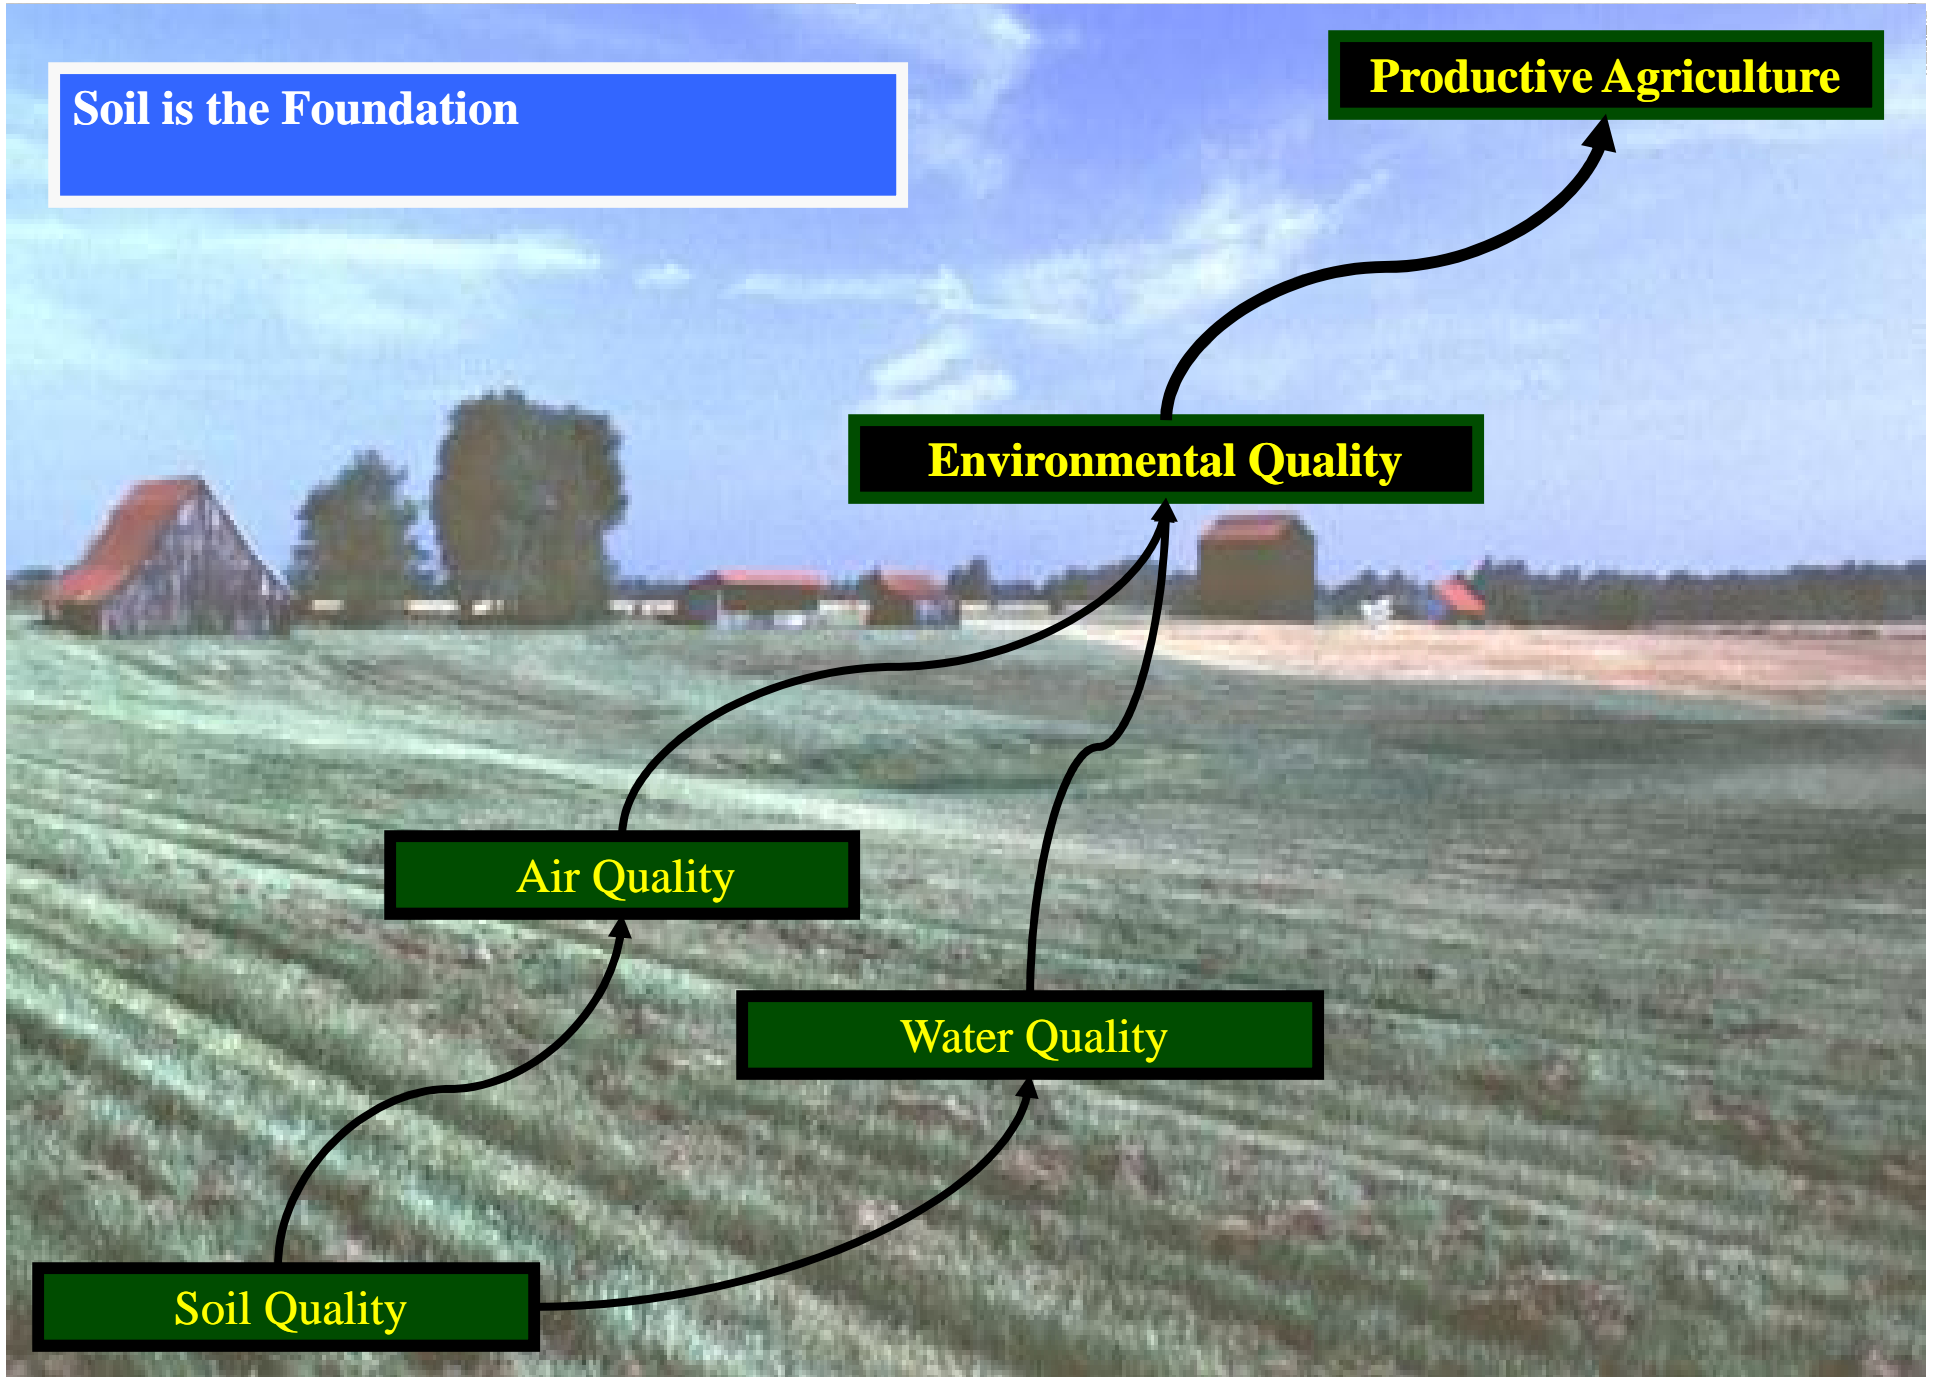 Soil is the Foundation
Productive Agriculture
Environmental Quality
Air Quality
Water Quality
Soil Quality